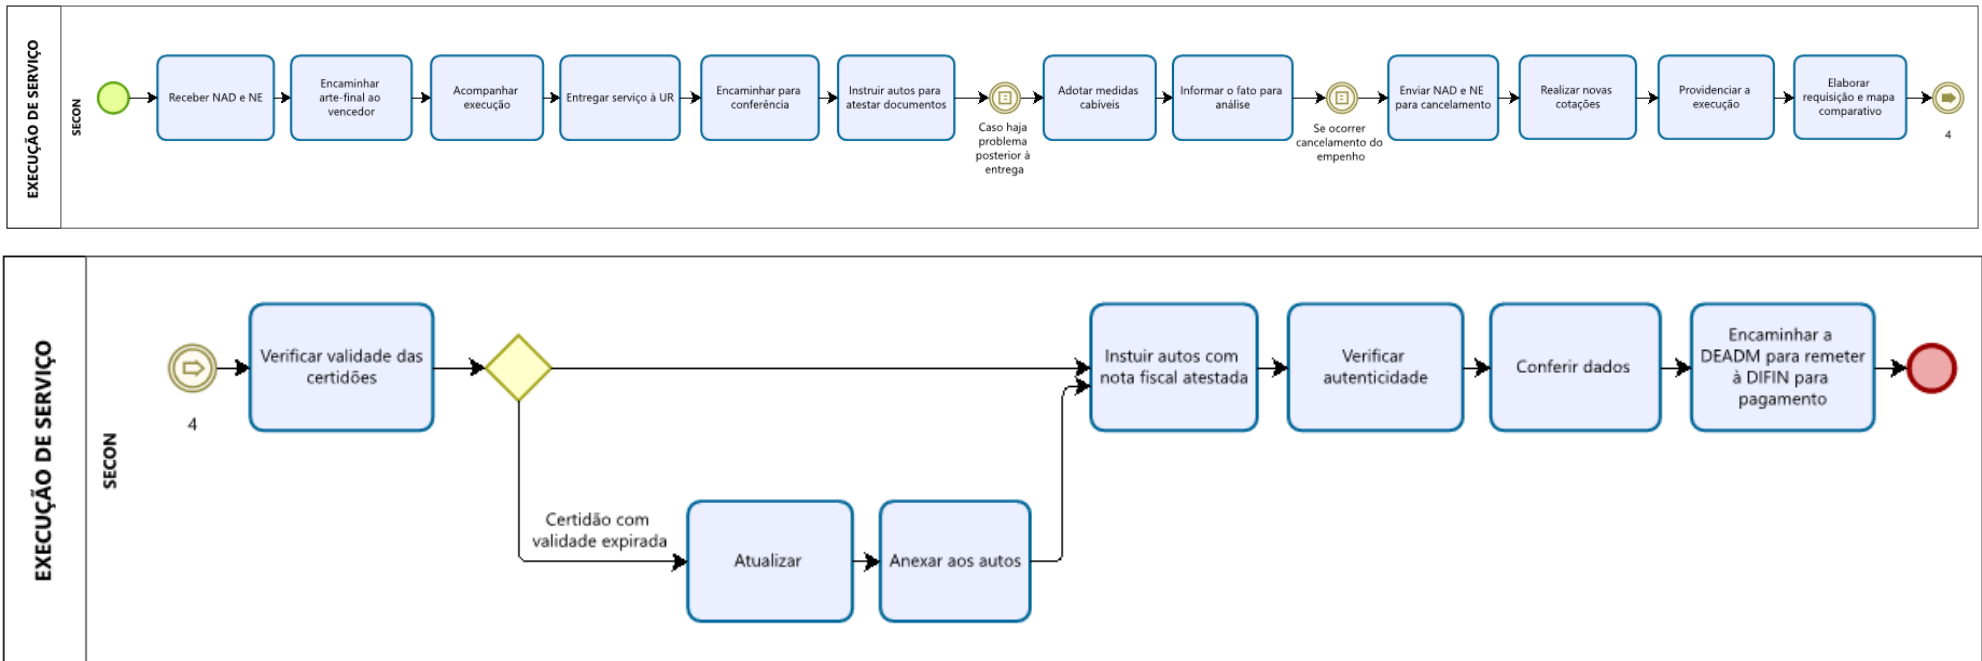 EXECUÇÃO DE SERVIÇO
SECON
Receber NAD e NE
Encaminhar
arte-final ao
vencedor
Acompanhar
execução
Entregar serviço à UR
Encaminhar para
conferência
Instruir autos para
atestar documentos
Caso haja
problema
posterior à
entrega
Adotar medidas
cabíveis
Informar o fato para
análise
Se ocorrer
cancelamento do
empenho
Enviar NAD e NE
para cancelamento
Realizar novas
cotações
Providenciar a
execução
Elaborar
requisição e mapa
comparativo
4
EXECUÇÃO DE SERVIÇO
SECON
4
Verificar validade das
certidões
Certidão com
validade expirada
Atualizar
Anexar aos autos
Instuir autos com
nota fiscal atestada
Verificar
autenticidade
Conferir dados
Encaminhar a
DEADM para remeter
à DIFIN para
pagamento